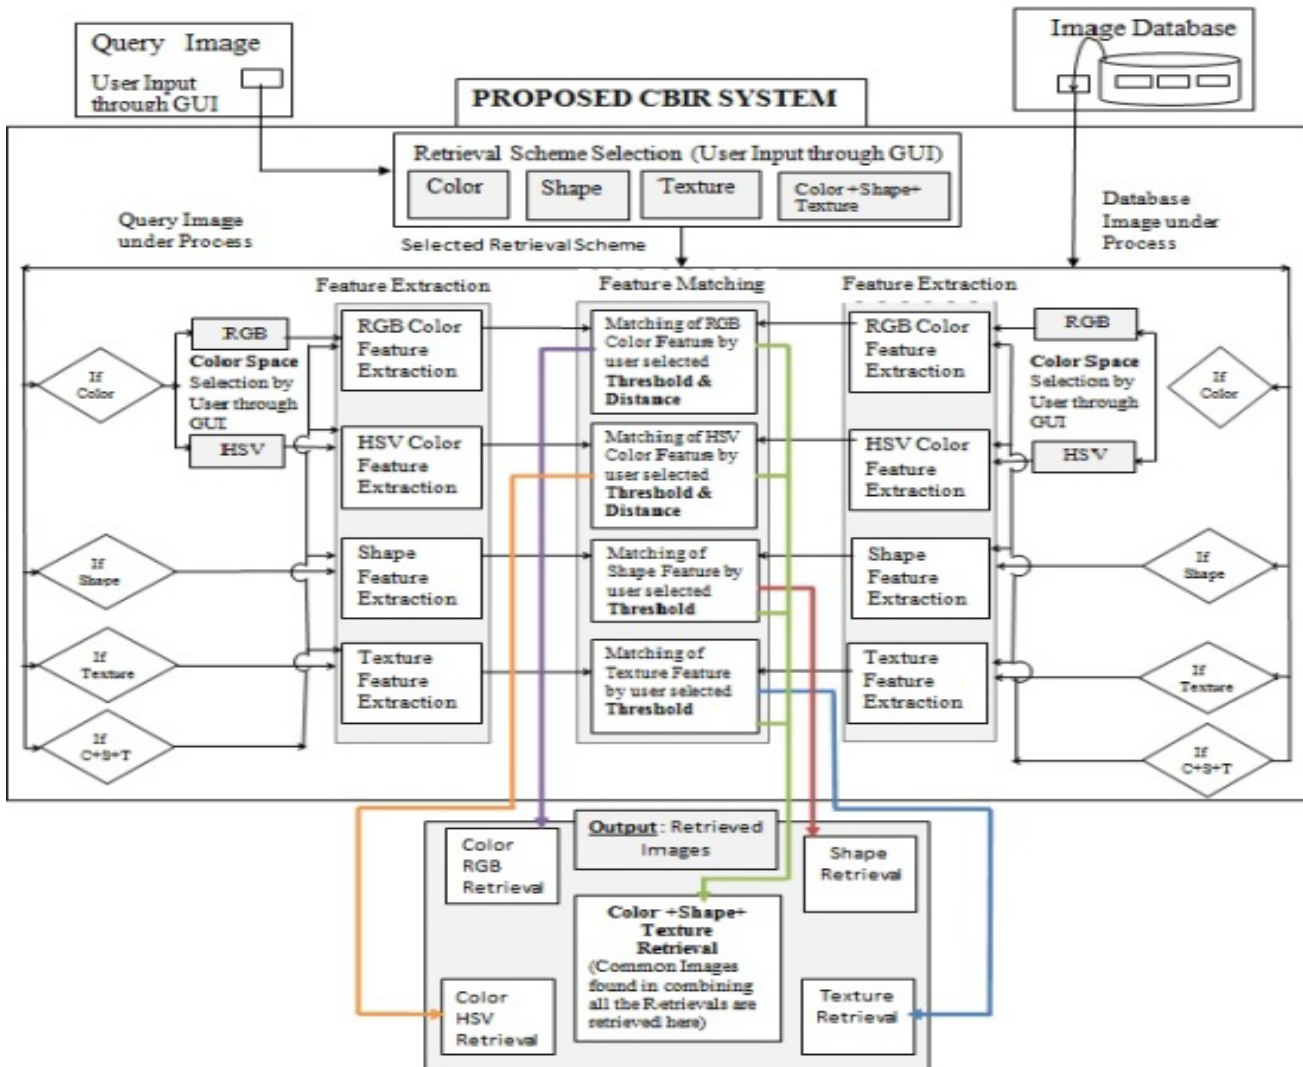 Query Image
User Input
through GUI
Image Database
PROPOSED CBIR SYSTEM
Retrieval Scheme Selection (User Input through GUI)
Color
Shape
Texture
Color +Shape+
Texture
Query Image
under Process
Selected Retrieval Scheme
Database
Image under
Process
Feature Extraction
Feature Matching
Feature Extraction
If
Color
RGB
Color Space
Selection by
User through
GUI
HSV
RGB Color
Feature
Extraction
Matching of RGB
Color Feature by
user selected
Threshold &
Distance
RGB Color
Feature
Extraction
RGB
Color Space
Selection by
User through
GUI
HSV
If
Color
HSV Color
Feature
Extraction
Matching of HSV
Color Feature by
user selected
Threshold &
Distance
HSV Color
Feature
Extraction
If
Shape
Shape
Feature
Extraction
Matching of
Shape Feature by
user selected
Threshold
Shape
Feature
Extraction
If
Shape
If
Texture
Texture
Feature
Extraction
Matching of
Texture Feature
by user selected
Threshold
Texture
Feature
Extraction
If
Texture
If
C+S+T
If
C+S+T
Output: Retrieved
Images
Color
RGB
Retrieval
Shape
Retrieval
Color +Shape+
Texture
Retrieval
(Common Images
found in combining
all the Retrievals are
retrieved here)
Color
HSV
Retrieval
Texture
Retrieval